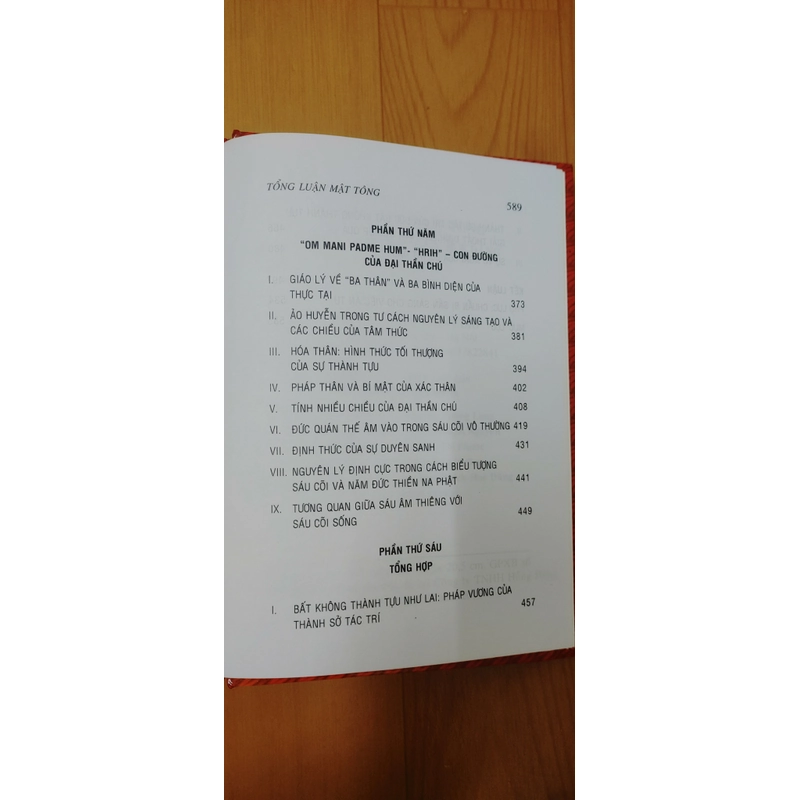 TỔNG LUẬN MẬT TÔNG
589
PHẦN THỨ NĂM
"OM MANI PADME HUM"- "HRIH" – CON ĐƯỜNG
CỦA ĐẠI THẦN CHÚ
I. GIÁO LÝ VỀ "BA THÂN" VÀ BA BÌNH DIỆN CỦA
THỰC TẠI 373
II. ẢO HUYỄN TRONG TƯ CÁCH NGUYÊN LÝ SÁNG TẠO VÀ
CÁC CHIỀU CỦA TÂM THỨC 381
III. HÓA THÂN: HÌNH THỨC TỐI THƯỢNG
CỦA SỰ THÀNH TỰU 394
IV. PHÁP THÂN VÀ BÍ MẬT CỦA XÁC THÂN 402
V. TÍNH NHIỀU CHIỀU CỦA ĐẠI THẦN CHÚ 408
VI. ĐỨC QUÁN THẾ ÂM VÀO TRONG SÁU CÕI VÔ THƯỜNG 419
VII. ĐỊNH THỨC CỦA SỰ DUYÊN SANH 431
VIII. NGUYÊN LÝ ĐỊNH CỰC TRONG CÁCH BIỂU TƯỢNG
SÁU CÕI VÀ NĂM ĐỨC THIỀN NA PHẬT 441
IX. TƯƠNG QUAN GIỮA SÁU ÂM THIÊNG VỚI
SÁU CÕI SỐNG 449
PHẦN THỨ SÁU
TỔNG HỢP
I. BẤT KHÔNG THÀNH TỰU NHƯ LAI: PHÁP VƯƠNG CỦA
THÀNH SỞ TÁC TRÍ 457